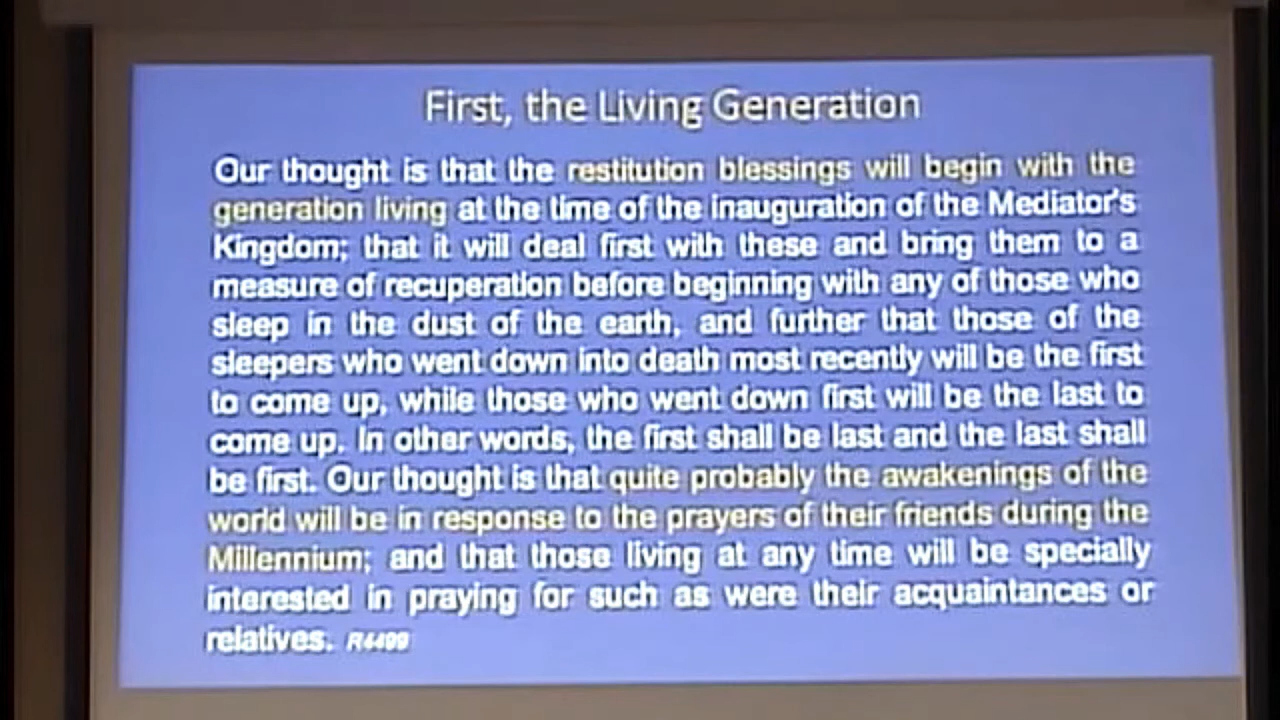 First, the Living Generation
Our thought is that the restitution blessings will begin with the
generation living at the time of the inauguration of the Mediator's
Kingdom; that it will deal first with these and bring them to a
measure of recuperation before beginning with any of those who
sleep in the dust of the earth, and further that those of the
sleepers who went down into death most recently will be the first
to come up, while those who went down first will be the last to
come up. In other words, the first shall be last and the last shall
be first. Our thought is that quite probably the awakenings of the
world will be in response to the prayers of their friends during the
Millennium; and that those living at any time will be specially
interested in praying for such as were their acquaintances or
relatives.